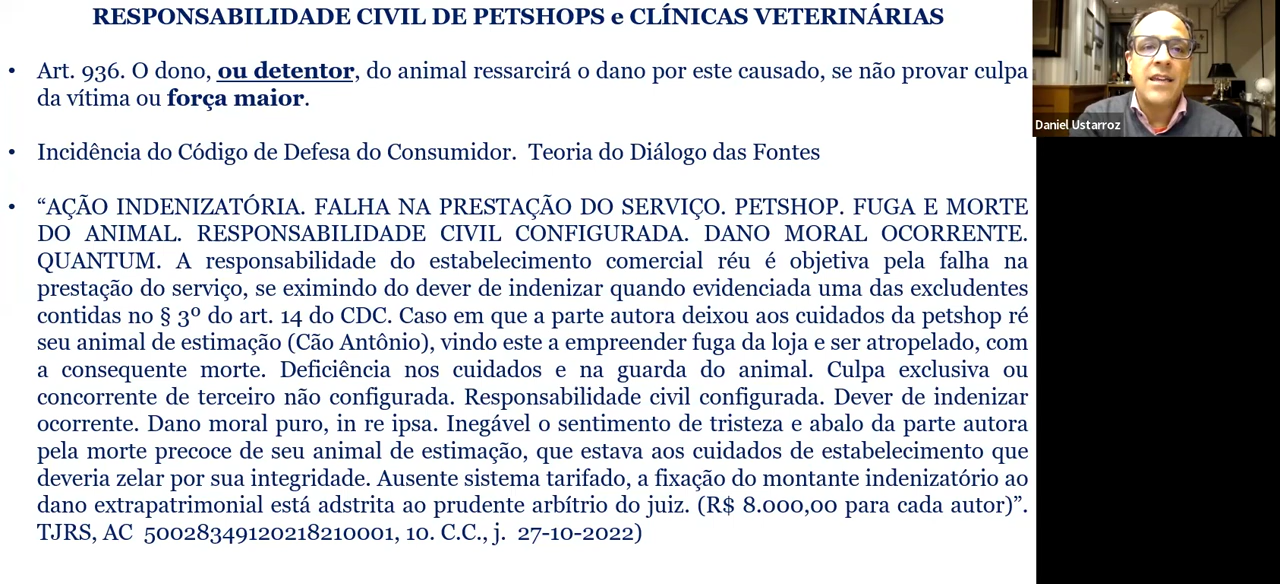 RESPONSABILIDADE CIVIL DE PETSHOPS e CLÍNICAS VETERINÁRIAS
• Art. 936. O dono, ou detentor, do animal ressarcirá o dano por este causado, se não provar culpa
da vítima ou força maior.
• Incidência do Código de Defesa do Consumidor. Teoria do Diálogo das Fontes
• “AÇÃO INDENIZATÓRIA. FALHA NA PRESTAÇÃO DO SERVIÇO. PETSHOP. FUGA E MORTE
DO ANIMAL. RESPONSABILIDADE CIVIL CONFIGURADA. DANO MORAL OCORRENTE.
QUANTUM. A responsabilidade do estabelecimento comercial réu é objetiva pela falha na
prestação do serviço, se eximindo do dever de indenizar quando evidenciada uma das excludentes
contidas no § 3º do art. 14 do CDC. Caso em que a parte autora deixou aos cuidados da petshop ré
seu animal de estimação (Cão Antônio), vindo este a empreender fuga da loja e ser atropelado, com
a consequente morte. Deficiência nos cuidados e na guarda do animal. Culpa exclusiva ou
concorrente de terceiro não configurada. Responsabilidade civil configurada. Dever de indenizar
ocorrente. Dano moral puro, in re ipsa. Inegável o sentimento de tristeza e abalo da parte autora
pela morte precoce de seu animal de estimação, que estava aos cuidados de estabelecimento que
deveria zelar por sua integridade. Ausente sistema tarifado, a fixação do montante indenizatório ao
dano extrapatrimonial está adstrita ao prudente arbítrio do juiz. (R$ 8.000,00 para cada autor)”.
TJRS, AC 50028349120218210001, 10. C.C., j. 27-10-2022)
Daniel Ustarroz